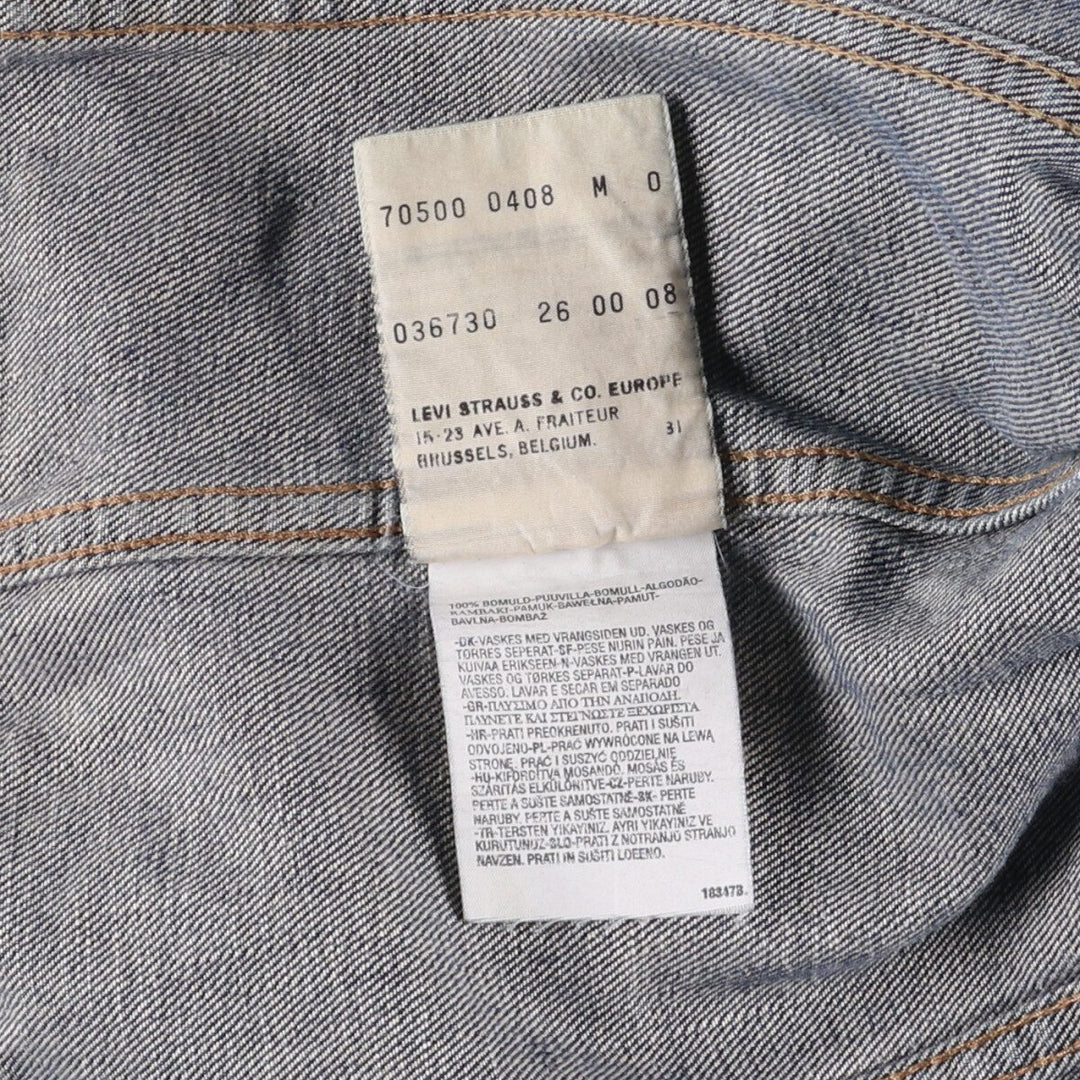 70500 0408 M 0
036730 26 00 08
LEVI STRAUSS & CO. EUROPE
15-23 AVE. A. FRAITEUR
BRUSSELS, BELGIUM. 31
100% BOMULD-PUUVILLA-BOMULL-ALGODÃO-
BAMBAKI-PAMUK-BAWEŁNA-PAMUT-
BAVLNA-BOMBAŽ
-DK-VASKES MED VRANGSIDEN UD. VASKES OG
TØRRES SEPERAT-SF-PESE NURIN PÄIN. PESE JA
KUIVAA ERIKSEEN-N-VASKES MED VRANGEN UT.
VASKES OG TØRKES SEPARAT-P-LAVAR DO
AVESSO. LAVAR E SECAR EM SEPARADO
-GR-ΠΛΥΣΙΜΟ ΑΠΟ ΤΗΝ ΑΝΑΠΟΔΗ.
ΠΛΥΝΕΤΕ ΚΑΙ ΣΤΕΓΝΩΣΤΕ ΞΕΧΩΡΙΣΤΑ
-HR-PRATI PREOKRENUTO. PRATI I SUŠITI
ODVOJENO-PL-PRAĆ WYWRÓCONE NA LEWĄ
STRONĘ. PRAĆ I SUSZYĆ ODDZIELNIE
-HU-KIFORDÍTVA MOSANDÓ. MOSÁS ÉS
SZÁRÍTÁS ELKÜLÖNÍTVE-CZ-PERTE NARUBY.
PERTE A SUŠTE SAMOSTATNĚ-SK- PERTE
NARUBY. PERTE A SUŠTE SAMOSTATNE
-TR-TERSTEN YIKAYINIZ. AYRI YIKAYINIZ VE
KURUTUNUZ-SLO-PRATI Z NOTRANJO STRANJO
NAVZEN. PRATI IN SUŠITI LOČENO.
183478.